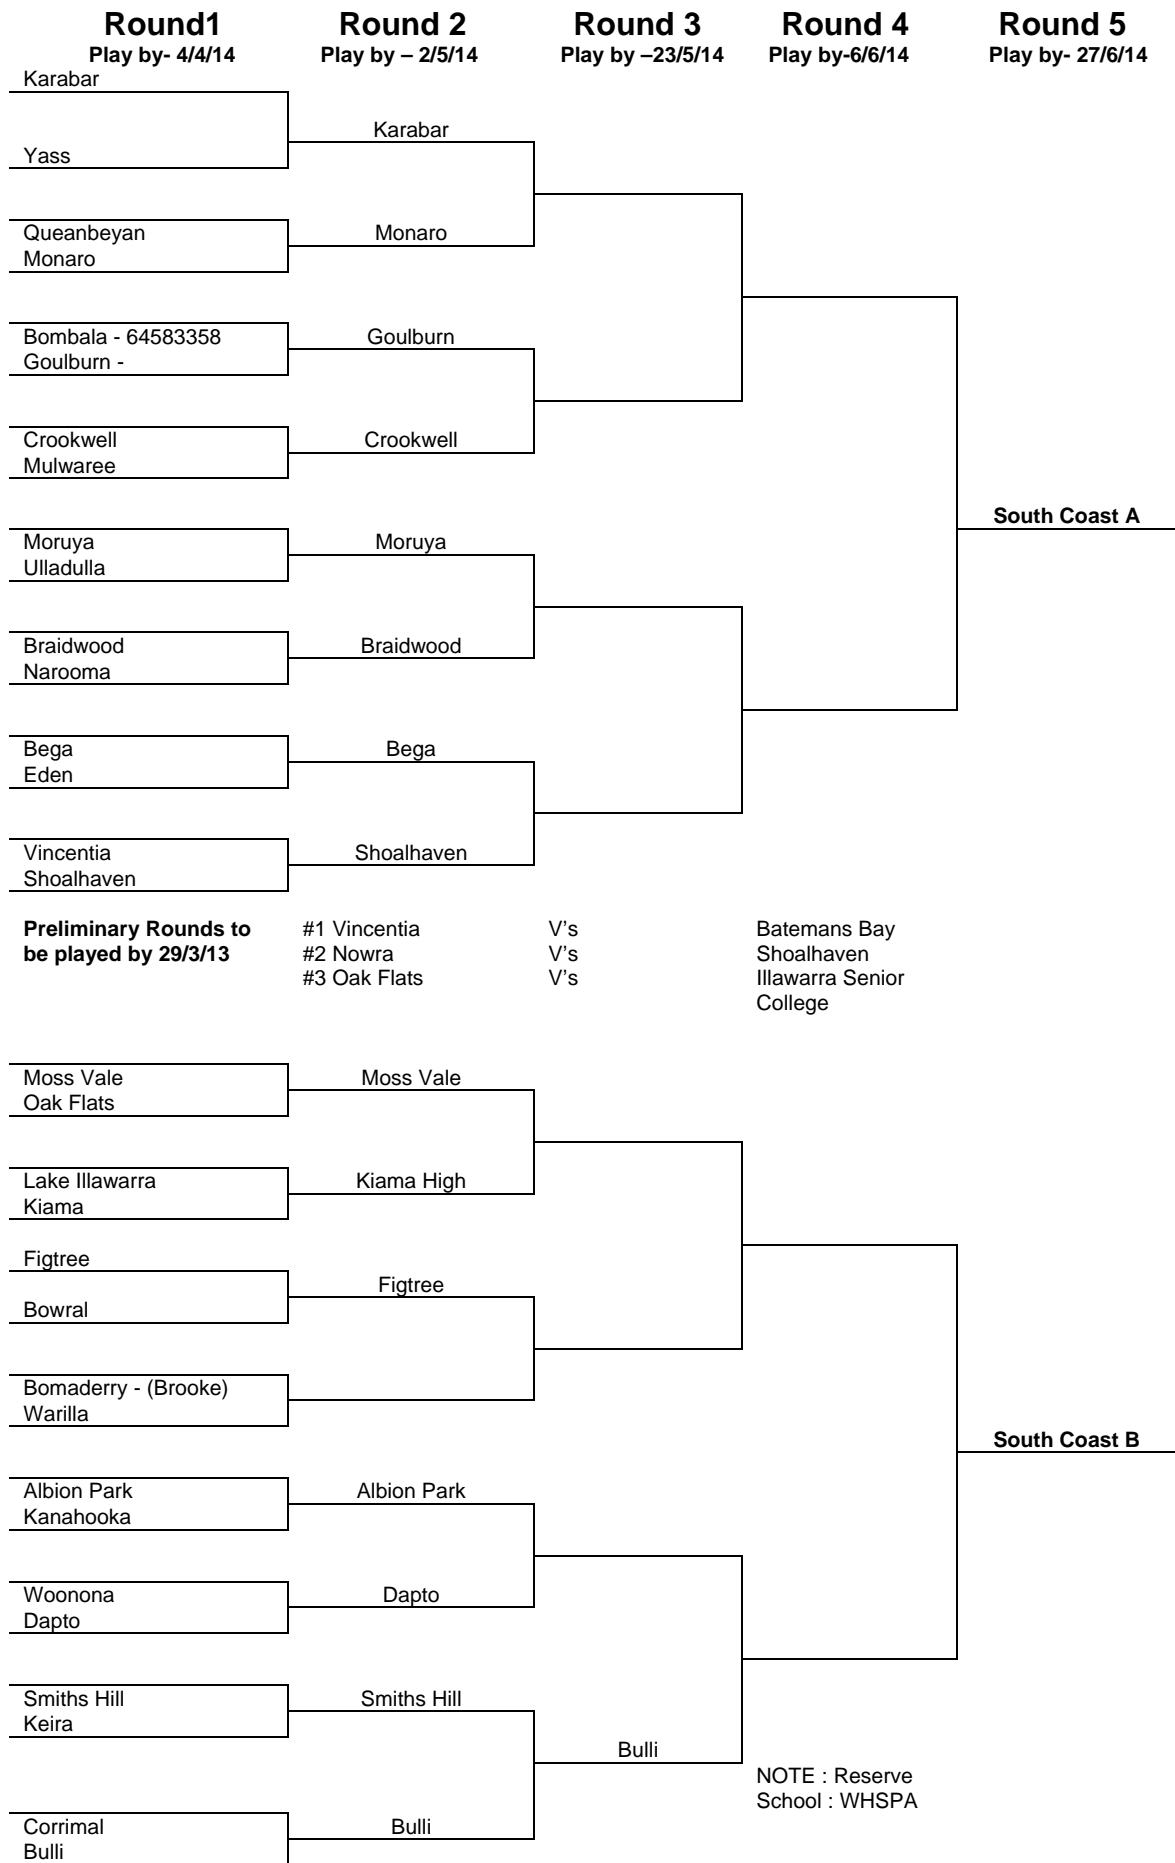 Round1 Round 2 Round 3 Round 4 Round 5
Play by- 4/4/14 Play by – 2/5/14 Play by –23/5/14 Play by-6/6/14 Play by- 27/6/14
Karabar
Karabar
Yass
Queanbeyan Monaro
Monaro
Bombala - 64583358 Goulburn
Goulburn -
Crookwell Crookwell
Mulwaree
South Coast A
Moruya Moruya
Ulladulla
Braidwood Braidwood
Narooma
Bega Bega
Eden
Vincentia Shoalhaven
Shoalhaven
Preliminary Rounds to #1 Vincentia V's Batemans Bay
be played by 29/3/13 #2 Nowra V's Shoalhaven
#3 Oak Flats V's Illawarra Senior
College
Moss Vale Moss Vale
Oak Flats
Lake Illawarra Kiama High
Kiama
Figtree
Figtree
Bowral
Bomaderry - (Brooke)
Warilla
South Coast B
Albion Park Albion Park
Kanahooka
Woonona Dapto
Dapto
Smiths Hill Smiths Hill
Keira
Bulli
NOTE : Reserve
School : WHSPA
Corrimal Bulli
Bulli